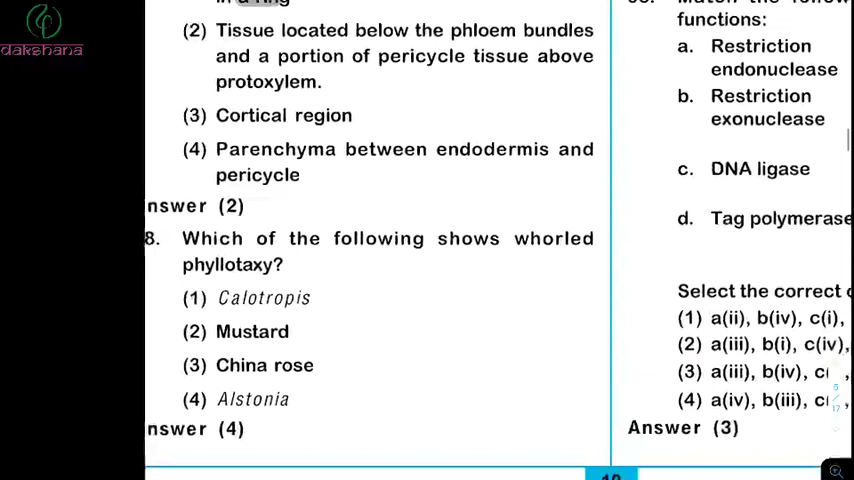 dakshana
(2) Tissue located below the phloem bundles
and a portion of pericycle tissue above
protoxylem.
(3) Cortical region
(4) Parenchyma between endodermis and
pericycle
nswer (2)
8. Which of the following shows whorled
phyllotaxy?
(1) Calotropis
(2) Mustard
(3) China rose
(4) Alstonia
nswer (4)
functions:
a. Restriction
endonuclease
b. Restriction
exonuclease
c. DNA ligase
d. Tag polymerase
Select the correct
(1) a(ii), b(iv), c(i),
(2) a(iii), b(i), c(iv),
(3) a(iii), b(iv), c
(4) a(iv), b(iii), c
Answer (3)
5
/
17